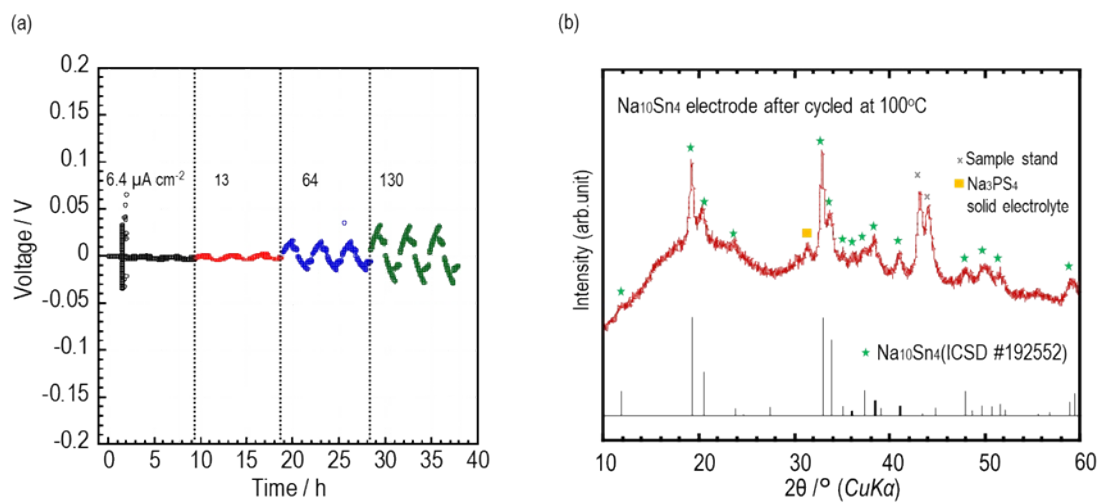 (a)
(b)
0.2
0.15
0.1
0.05
0
-0.05
-0.1
-0.15
-0.2
Voltage / V
6.4 μA cm-2
13
64
130
0 5 10 15 20 25 30 35 40
Time / h
Na10Sn4 electrode after cycled at 100oC
Sample stand
Na3PS4
solid electrolyte
Intensity (arb.unit)
Na10Sn4(ICSD #192552)
10 20 30 40 50 60
2θ /° (CuKα)